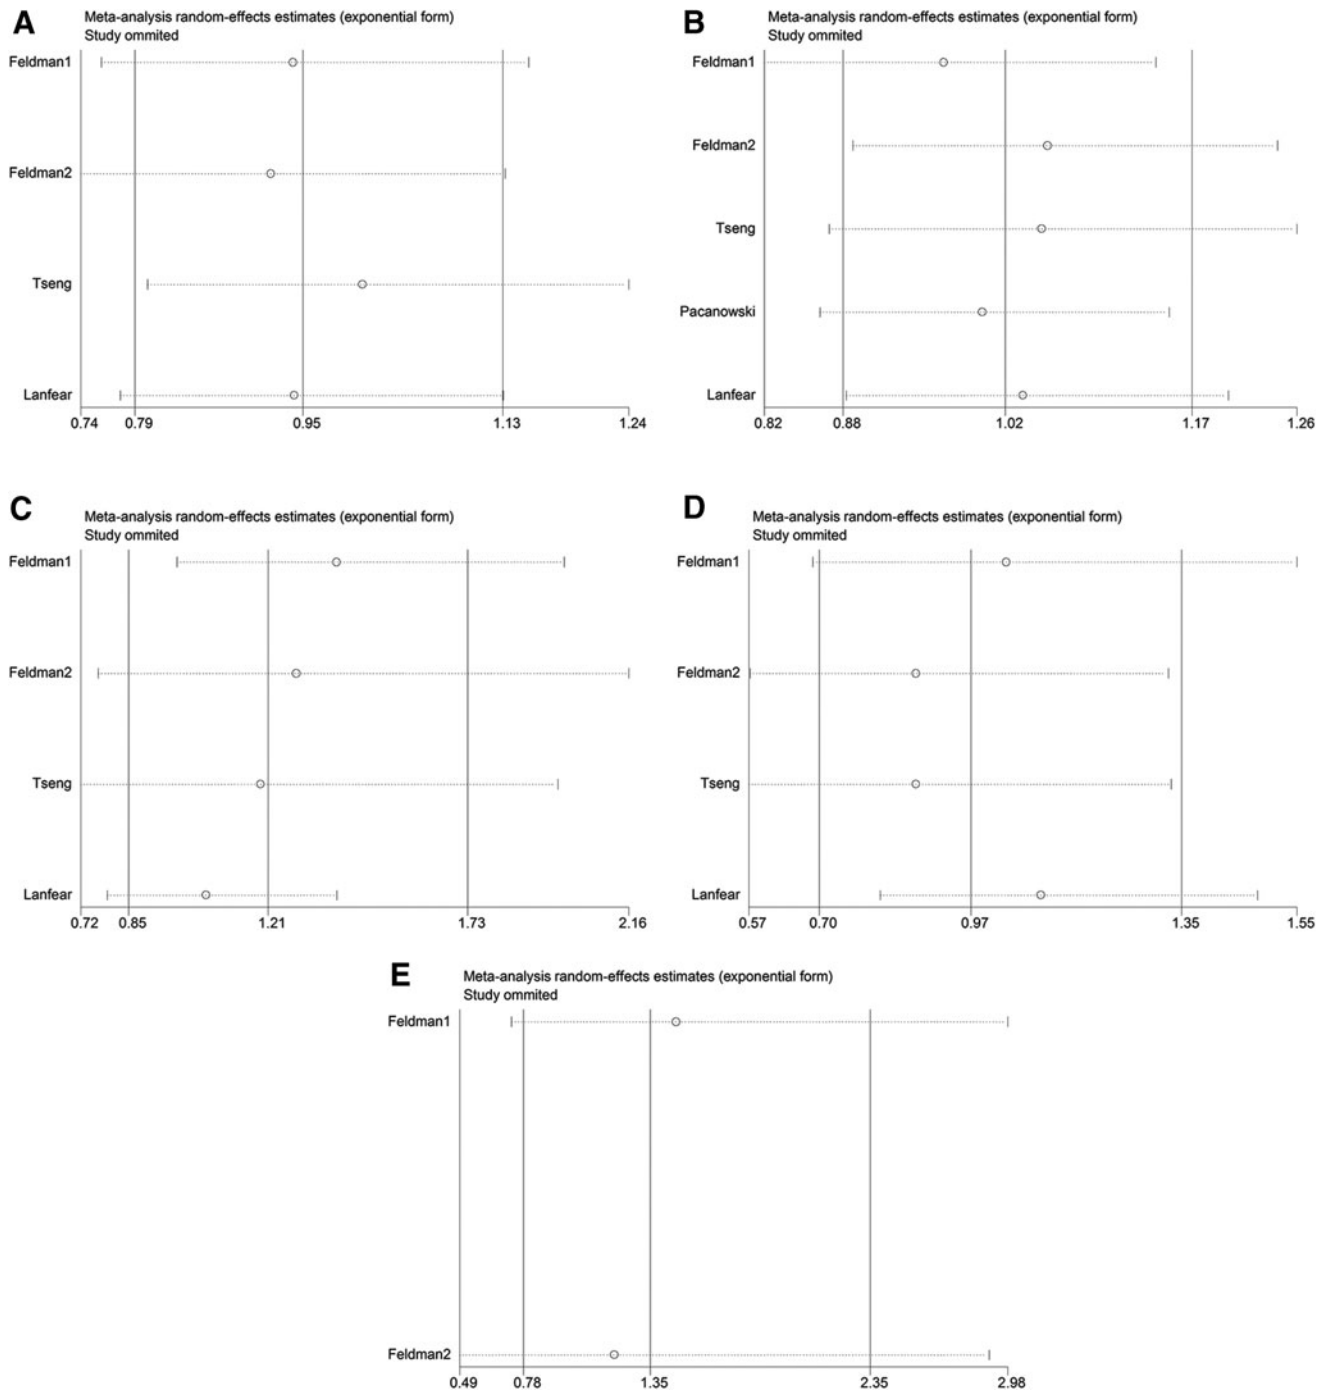 A
Meta-analysis random-effects estimates (exponential form)
Study ommited
Feldman1
Feldman2
Tseng
Lanfear
0.74 0.79 0.95 1.13 1.24
B
Meta-analysis random-effects estimates (exponential form)
Study ommited
Feldman1
Feldman2
Tseng
Pacanowski
Lanfear
0.82 0.88 1.02 1.17 1.26
C
Meta-analysis random-effects estimates (exponential form)
Study ommited
Feldman1
Feldman2
Tseng
Lanfear
0.72 0.85 1.21 1.73 2.16
D
Meta-analysis random-effects estimates (exponential form)
Study ommited
Feldman1
Feldman2
Tseng
Lanfear
0.57 0.70 0.97 1.35 1.55
E
Meta-analysis random-effects estimates (exponential form)
Study ommited
Feldman1
Feldman2
0.49 0.78 1.35 2.35 2.98